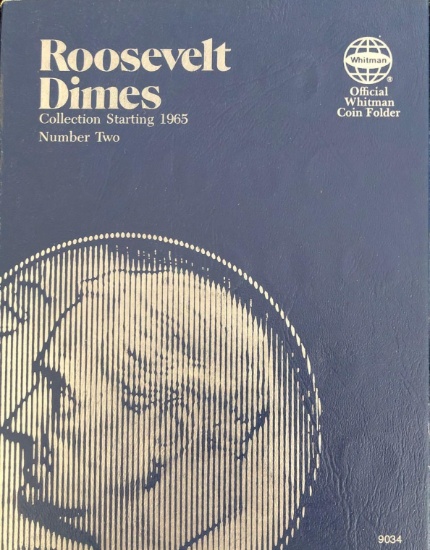 Roosevelt
Dimes
Collection Starting 1965
Number Two
Whitman
®
Official
Whitman
Coin Folder
9034